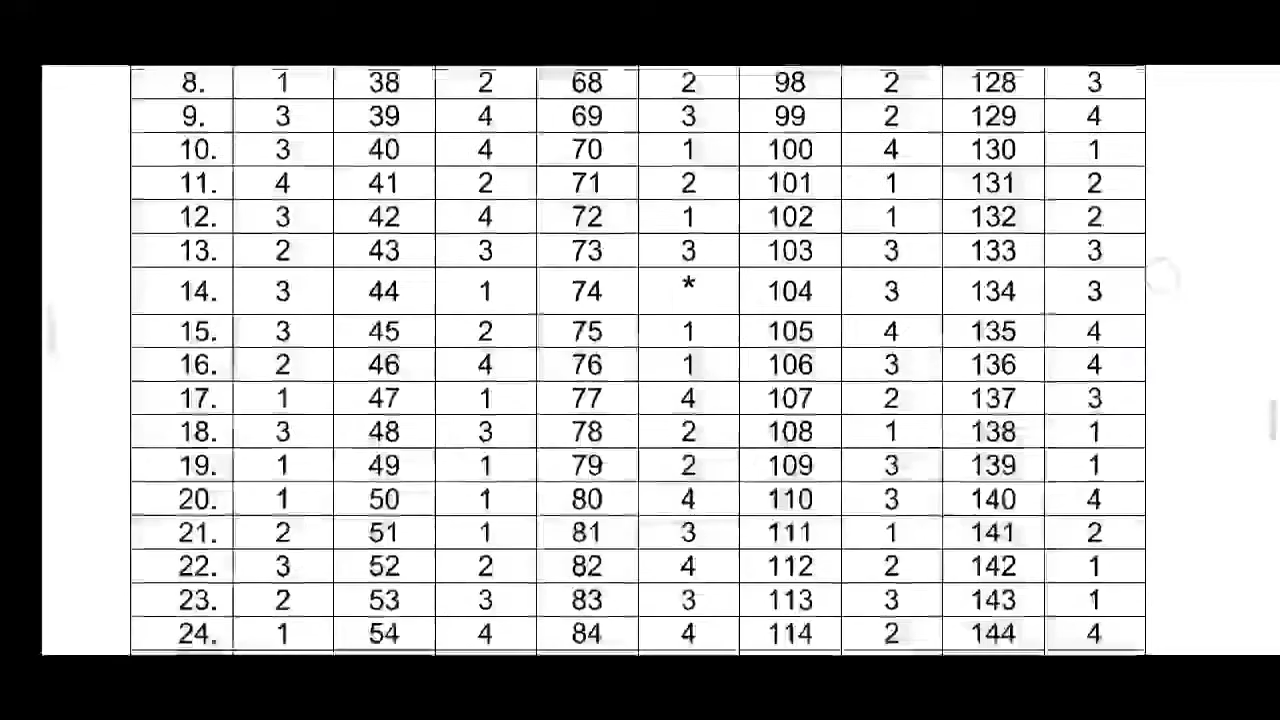 8. 1 38 2 68 2 98 2 128 3
9. 3 39 4 69 3 99 2 129 4
10. 3 40 4 70 1 100 4 130 1
11. 4 41 2 71 2 101 1 131 2
12. 3 42 4 72 1 102 1 132 2
13. 2 43 3 73 3 103 3 133 3
14. 3 44 1 74 * 104 3 134 3
15. 3 45 2 75 1 105 4 135 4
16. 2 46 4 76 1 106 3 136 4
17. 1 47 1 77 4 107 2 137 3
18. 3 48 3 78 2 108 1 138 1
19. 1 49 1 79 2 109 3 139 1
20. 1 50 1 80 4 110 3 140 4
21. 2 51 1 81 3 111 1 141 2
22. 3 52 2 82 4 112 2 142 1
23. 2 53 3 83 3 113 3 143 1
24. 1 54 4 84 4 114 2 144 4